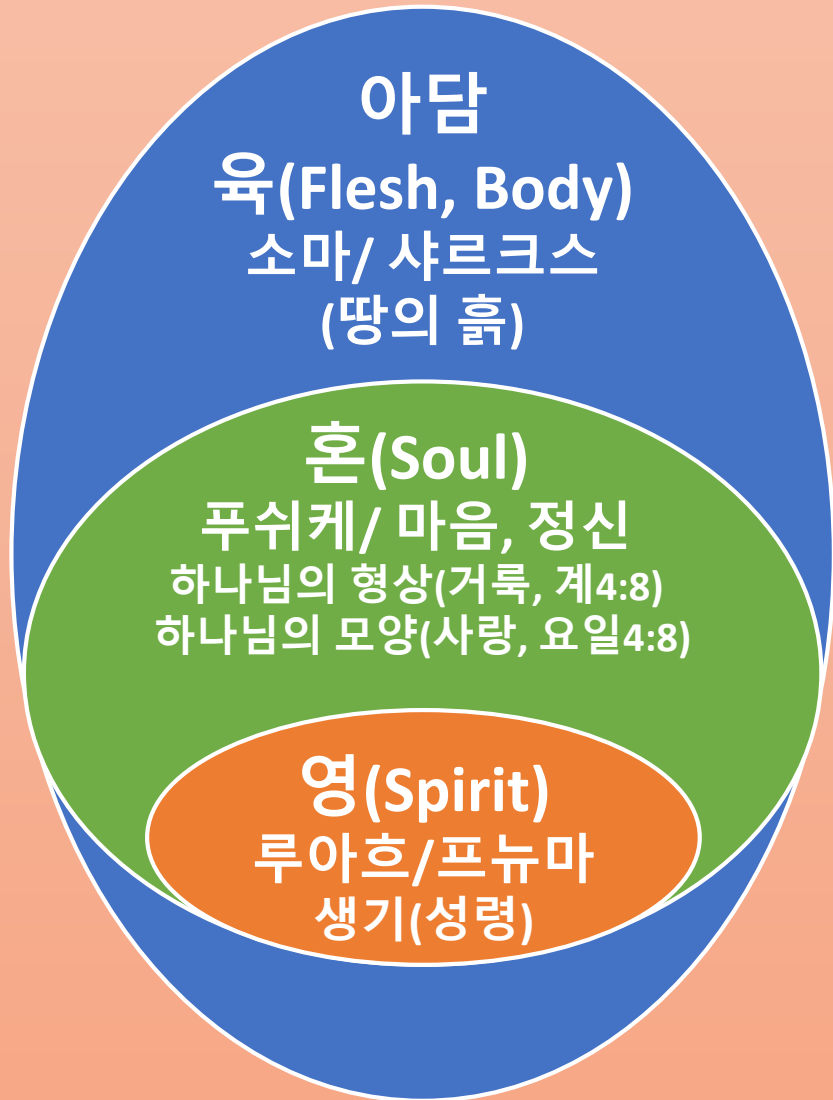 아담
육(Flesh, Body)
소마/ 샤르크스
(땅의 흙)
혼(Soul)
푸쉬케/ 마음, 정신
하나님의 형상(거룩, 계4:8)
하나님의 모양(사랑, 요일4:8)
영(Spirit)
루아흐/프뉴마
생기(성령)